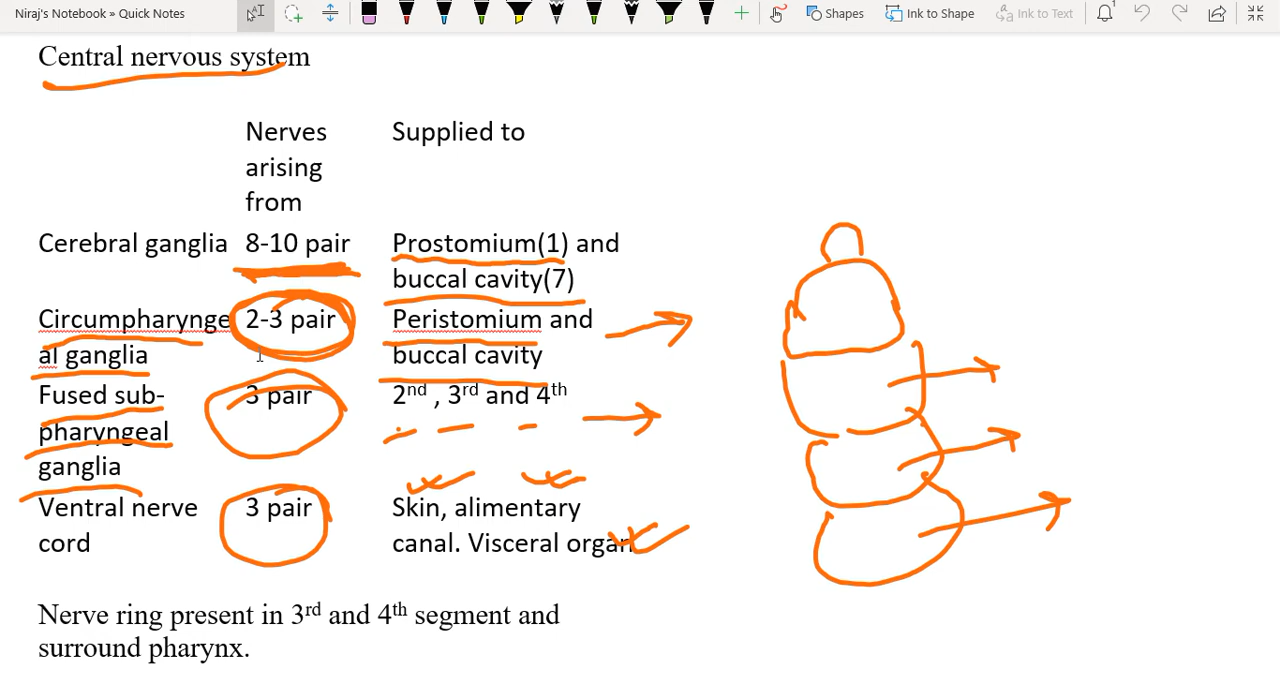 Niraj's Notebook » Quick Notes
Shapes
Ink to Shape
Ink to Text
1
Central nervous system
Nerves arising from
Supplied to
Cerebral ganglia
8-10 pair
Prostomium(1) and
buccal cavity(7)
Circumpharynge
al ganglia
2-3 pair
Peristomium and
buccal cavity
Fused sub-
pharyngeal
ganglia
3 pair
2nd , 3rd and 4th
Ventral nerve
cord
3 pair
Skin, alimentary
canal. Visceral organ
Nerve ring present in 3rd and 4th segment and
surround pharynx.